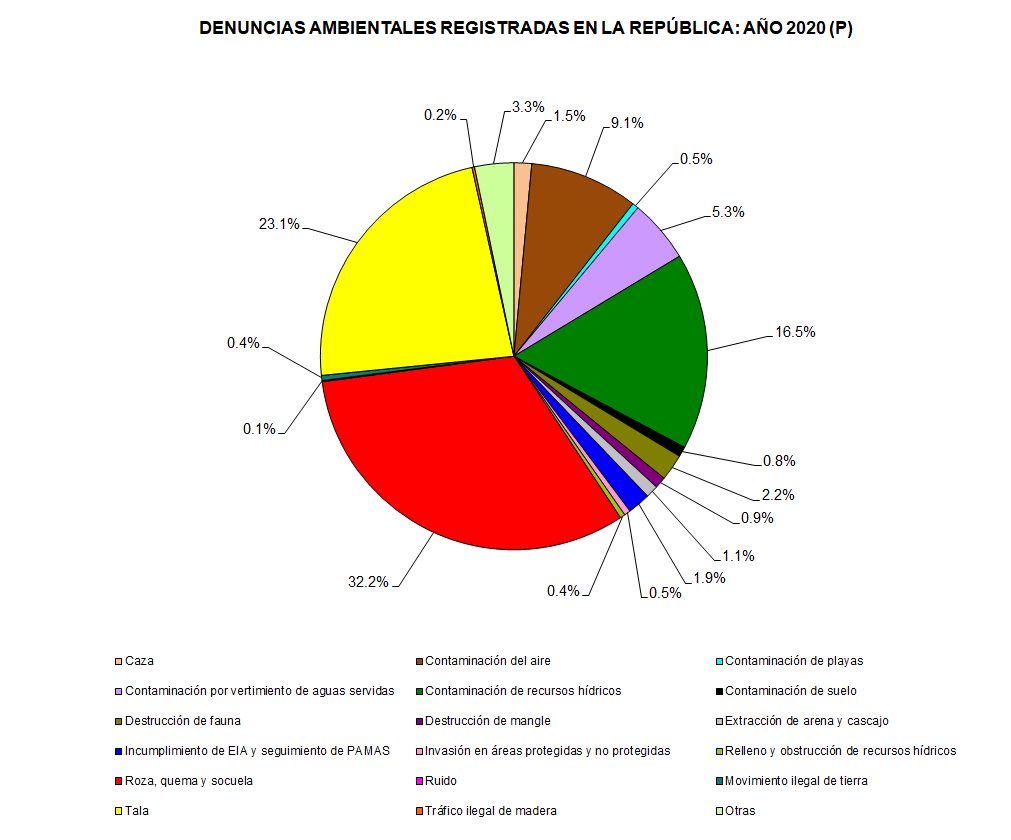 DENUNCIAS AMBIENTALES REGISTRADAS EN LA REPÚBLICA: AÑO 2020 (P)
3.3%
0.2%
1.5%
9.1%
0.5%
5.3%
23.1%
16.5%
0.4%
0.1%
0.8%
2.2%
0.9%
1.1%
1.9%
32.2%
0.4%
0.5%
Caza
Contaminación del aire
Contaminación de playas
Contaminación por vertimiento de aguas servidas
Contaminación de recursos hídricos
Contaminación de suelo
Destrucción de fauna
Destrucción de mangle
Extracción de arena y cascajo
Incumplimiento de EIA y seguimiento de PAMAS
Invasión en áreas protegidas y no protegidas
Relleno y obstrucción de recursos hídricos
Roza, quema y socuela
Ruido
Movimiento ilegal de tierra
Tala
Tráfico ilegal de madera
Otras